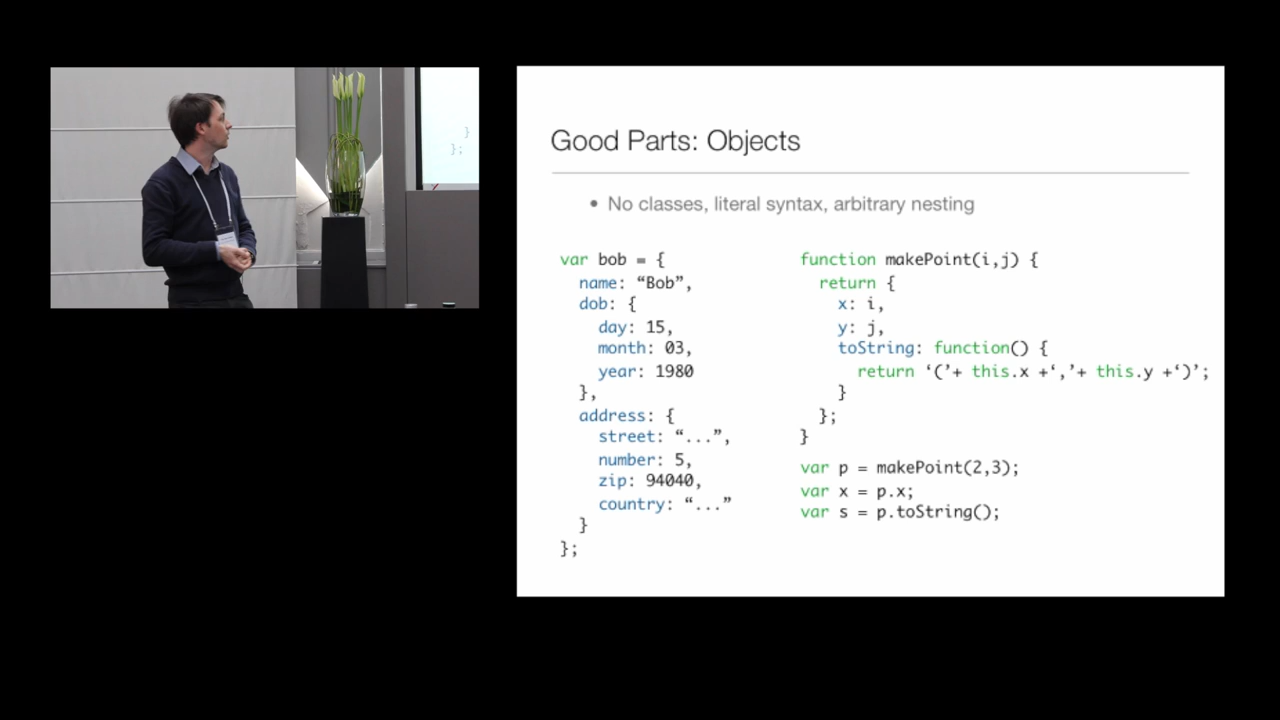 Good Parts: Objects
• No classes, literal syntax, arbitrary nesting
var bob = {
name: “Bob”,
dob: {
day: 15,
month: 03,
year: 1980
},
address: {
street: “...”,
number: 5,
zip: 94040,
country: “...”
}
};
function makePoint(i,j) {
return {
x: i,
y: j,
toString: function() {
return ‘(’+ this.x +‘,’+ this.y +‘)’;
}
};
}
var p = makePoint(2,3);
var x = p.x;
var s = p.toString();
}
};